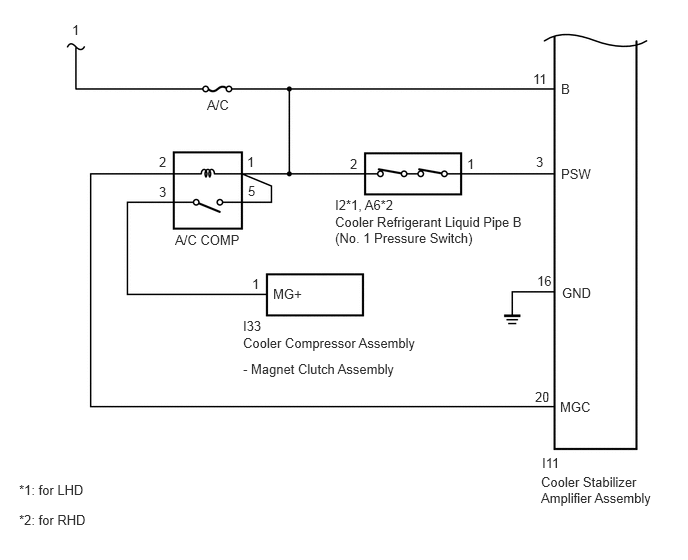 1
A/C
11
B
2
1
3
5
A/C COMP
2
1
3
PSW
I2*1, A6*2
Cooler Refrigerant Liquid Pipe B
(No. 1 Pressure Switch)
1
MG+
I33
Cooler Compressor Assembly
- Magnet Clutch Assembly
16
GND
20
MGC
I11
Cooler Stabilizer
Amplifier Assembly
*1: for LHD
*2: for RHD